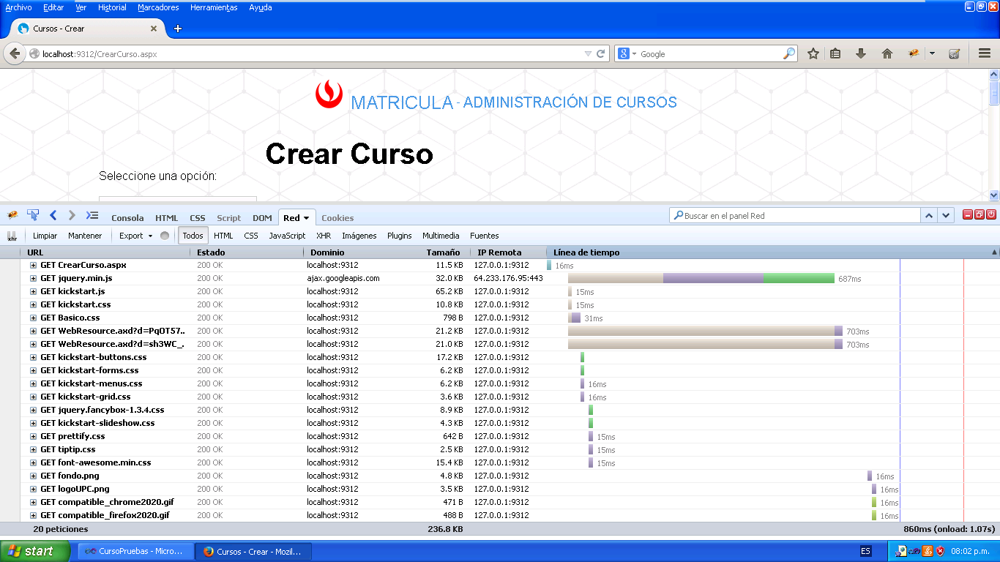 Archivo Editar Ver Historial Marcadores Herramientas Ayuda
Cursos - Crear
localhost:9312/CrearCurso.aspx
Google
MATRICULA - ADMINISTRACIÓN DE CURSOS
Crear Curso
Seleccione una opción:
Consola HTML CSS Script DOM Red Cookies
Buscar en el panel Red
xhr Limpiar Mantener Export Todos HTML CSS JavaScript XHR Imágenes Plugins Multimedia Fuentes
URL Estado Dominio Tamaño IP Remota Línea de tiempo
GET CrearCurso.aspx 200 OK localhost:9312 11.5 KB 127.0.0.1:9312 16ms
GET jquery.min.js 200 OK ajax.googleapis.com 32.0 KB 64.233.176.95:443 687ms
GET kickstart.js 200 OK localhost:9312 65.2 KB 127.0.0.1:9312 15ms
GET kickstart.css 200 OK localhost:9312 10.8 KB 127.0.0.1:9312 15ms
GET Basico.css 200 OK localhost:9312 798 B 127.0.0.1:9312 31ms
GET WebResource.axd?d=PqOT57.. 200 OK localhost:9312 21.2 KB 127.0.0.1:9312 703ms
GET WebResource.axd?d=sh3WC_. 200 OK localhost:9312 21.0 KB 127.0.0.1:9312 703ms
GET kickstart-buttons.css 200 OK localhost:9312 17.2 KB 127.0.0.1:9312
GET kickstart-forms.css 200 OK localhost:9312 6.2 KB 127.0.0.1:9312
GET kickstart-menus.css 200 OK localhost:9312 6.2 KB 127.0.0.1:9312 16ms
GET kickstart-grid.css 200 OK localhost:9312 3.6 KB 127.0.0.1:9312 16ms
GET jquery.fancybox-1.3.4.css 200 OK localhost:9312 8.9 KB 127.0.0.1:9312
GET kickstart-slideshow.css 200 OK localhost:9312 4.3 KB 127.0.0.1:9312
GET prettify.css 200 OK localhost:9312 642 B 127.0.0.1:9312 15ms
GET tiptip.css 200 OK localhost:9312 2.5 KB 127.0.0.1:9312 15ms
GET font-awesome.min.css 200 OK localhost:9312 15.4 KB 127.0.0.1:9312 15ms
GET fondo.png 200 OK localhost:9312 4.8 KB 127.0.0.1:9312 16ms
GET logoUPC.png 200 OK localhost:9312 3.5 KB 127.0.0.1:9312 16ms
GET compatible_chrome2020.gif 200 OK localhost:9312 471 B 127.0.0.1:9312 16ms
GET compatible_firefox2020.gif 200 OK localhost:9312 488 B 127.0.0.1:9312 16ms
20 peticiones 236.8 KB 860ms (onload: 1.07s)
start CursoPruebas - Micro... Cursos - Crear - Mozil... ES 08:02 p.m.